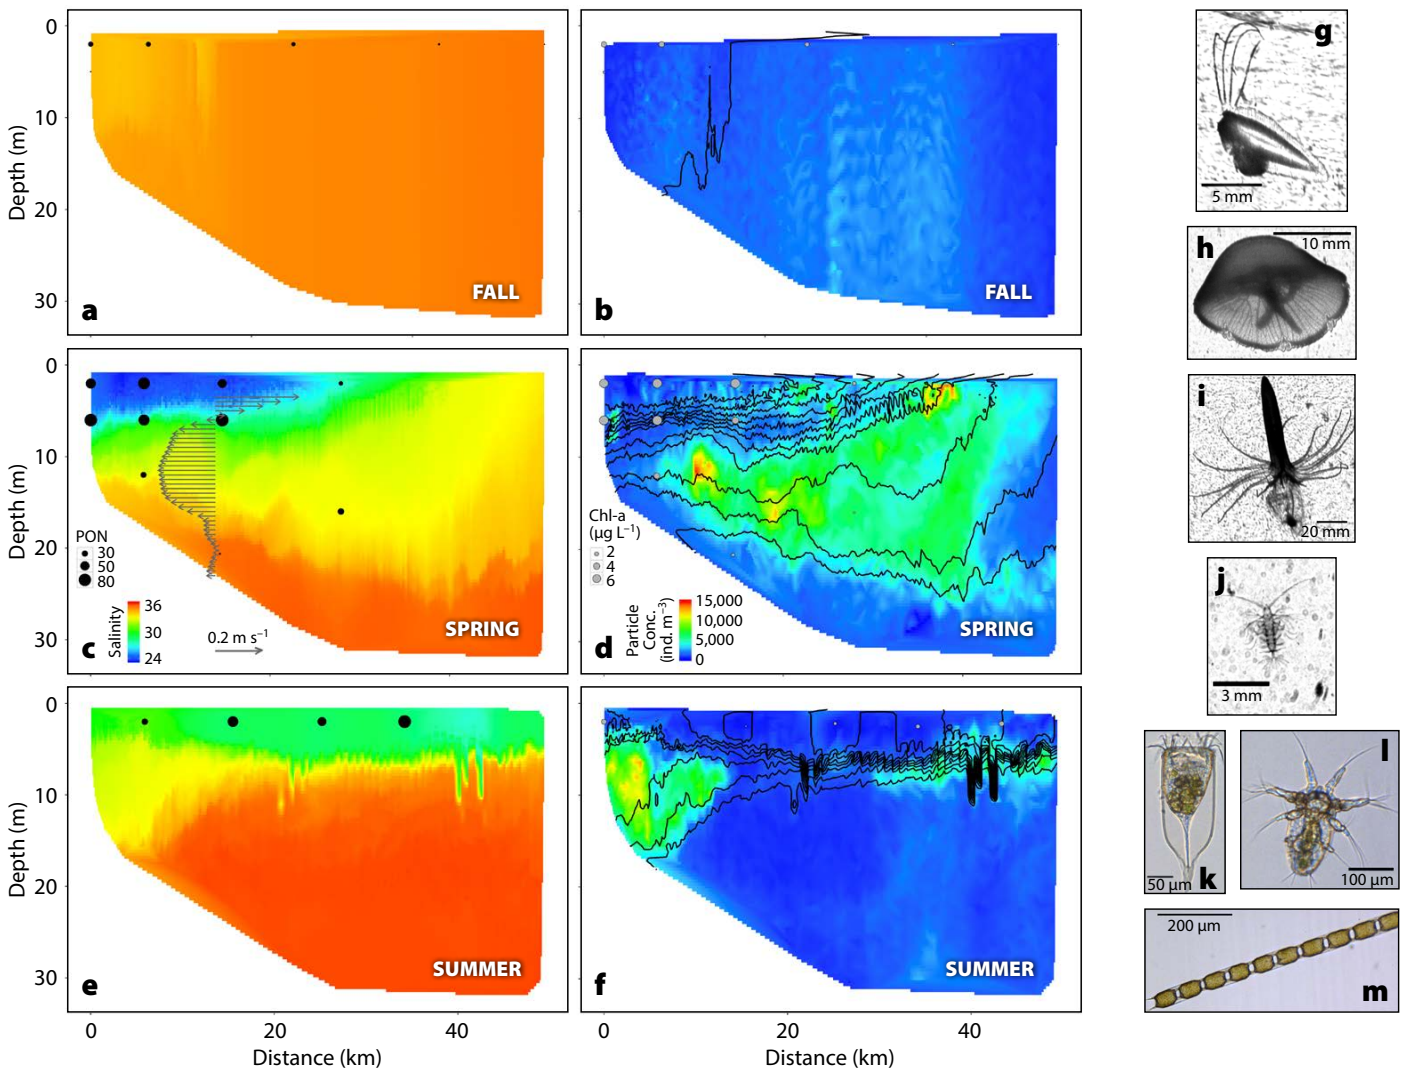 0
10
20
30
Depth (m)
a
FALL
b
FALL
0
10
20
30
Depth (m)
PON
30
50
80
Salinity
36
30
24
0.2 m s⁻¹
c
SPRING
Chl-a
(µg L⁻¹)
2
4
6
Particle
Conc.
(ind. m⁻³)
15,000
10,000
5,000
0
d
SPRING
0
10
20
30
Depth (m)
e
SUMMER
f
SUMMER
0
20
40
Distance (km)
0
20
40
Distance (km)
g
5 mm
h
10 mm
i
20 mm
j
3 mm
50 µm
k
l
100 µm
200 µm
m